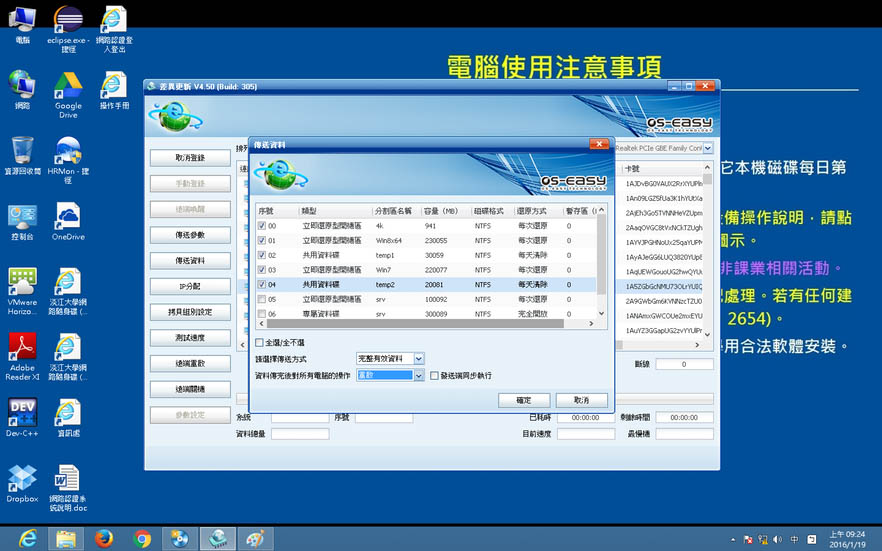 電腦
eclipse.exe - 捷徑
網路認證登入登出
網路
Google Drive
操作手冊
資源回收筒
HRMon - 捷徑
控制台
OneDrive
VMware Horizo...
淡江大學網路身碟 (...
Adobe Reader XI
淡江大學網路身碟 (...
Dev-C++
資訊處
Dropbox
網路認證系統說明.doc
電腦使用注意事項
它本機磁碟每日第
備操作說明，請點
圖示。
非課業相關活動。
處理。若有任何建
2654)。
用合法軟體安裝。
差異更新 V4.50 (Build: 305)
OS-EASY
Realtek PCIe GBE Family Con
取消登錄
手動登錄
遠端喚醒
傳送參數
傳送資料
IP分配
拷貝組別設定
測試速度
遠端重啟
遠端關機
參數設定
卡號
斷線 0
系統
序號
已耗時 00:00:00
剩餘時間 00:00:00
資料總量
目前速度
最慢機
傳送資料
OS-EASY
序號 類型 分割區名稱 容量 (MB) 磁碟格式 還原方式 暫存區 (
00 立即還原型開機區 4k 941 NTFS 每次還原 0
01 立即還原型開機區 Win8x64 230055 NTFS 每次還原 0
02 共用資料碟 temp1 30059 NTFS 每天清除 0
03 立即還原型開機區 Win7 220077 NTFS 每次還原 0
04 共用資料碟 temp2 20081 NTFS 每天清除 0
05 立即還原型開機區 srv 100092 NTFS 每次還原 0
06 專屬資料碟 srv 300089 NTFS 完全開放 0
全選/全不選
請選擇傳送方式 完整有效資料
資料傳完後對所有電腦的操作 重啟 發送端同步執行
確定 取消
中
上午 09:24
2016/1/19